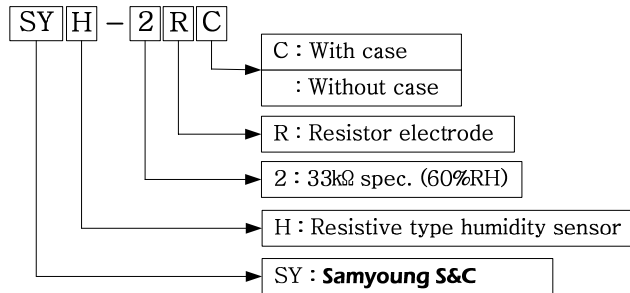 SY H - 2 R C
C : With case
: Without case
R : Resistor electrode
2 : 33kΩ spec. (60%RH)
H : Resistive type humidity sensor
SY : Samyoung S&C